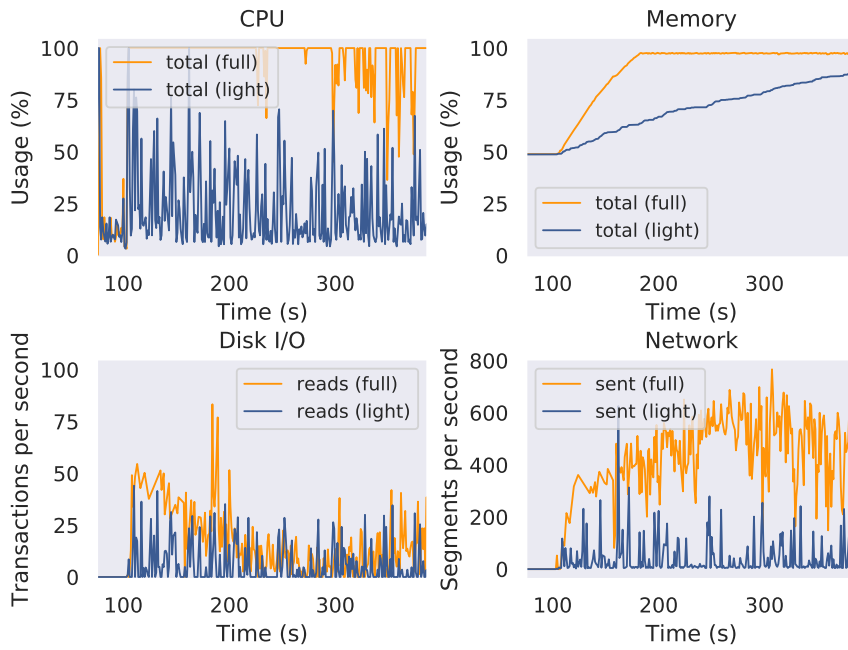 CPU
Usage (%)
100
75
50
25
0
total (full)
total (light)
100
200
300
Time (s)
Memory
Usage (%)
100
75
50
25
0
total (full)
total (light)
100
200
300
Time (s)
Disk I/O
Transactions per second
100
75
50
25
0
reads (full)
reads (light)
100
200
300
Time (s)
Network
Segments per second
800
600
400
200
0
sent (full)
sent (light)
100
200
300
Time (s)